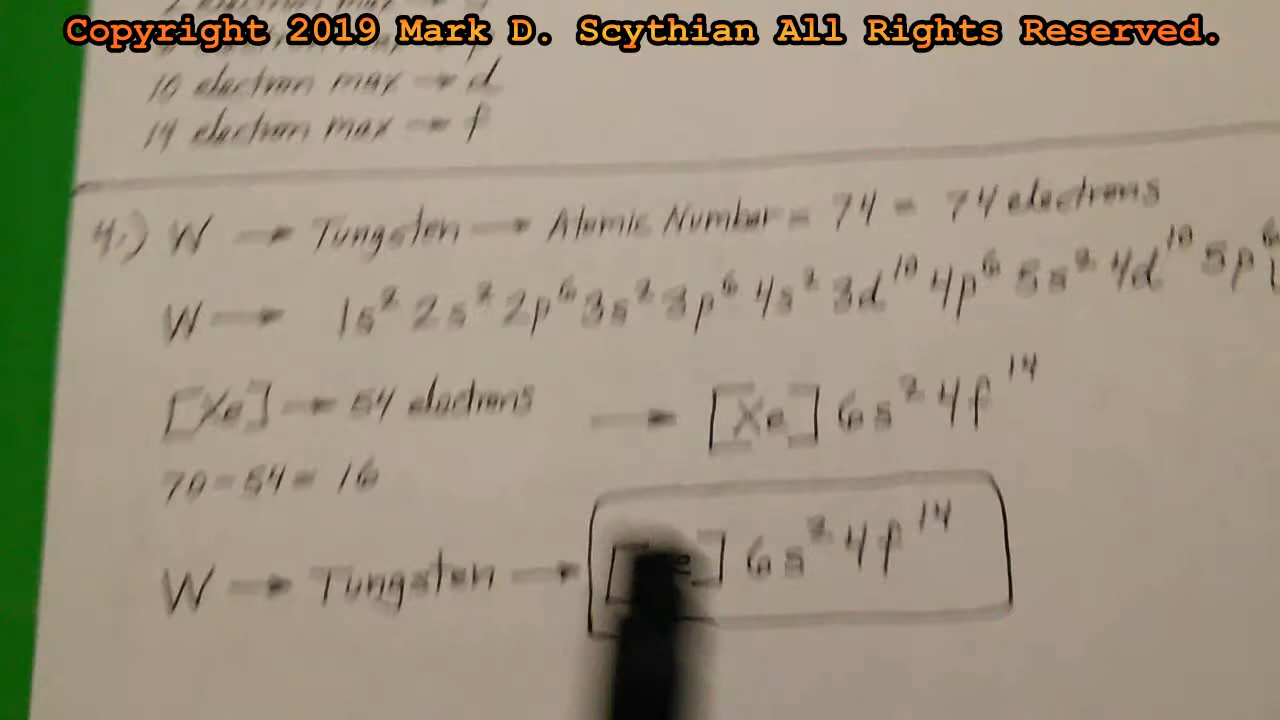 Copyright 2019 Mark D. Scythian All Rights Reserved.
10 electron max → d
14 electron max → f
4.) W → Tungsten → Atomic Number = 74 = 74 electrons
W → 1s² 2s² 2p⁶ 3s² 3p⁶ 4s² 3d¹⁰ 4p⁶ 5s² 4d¹⁰ 5p⁶
[Xe] → 54 electrons → [Xe] 6s² 4f¹⁴
70 - 54 = 16
W → Tungsten → [ e] 6s² 4f¹⁴